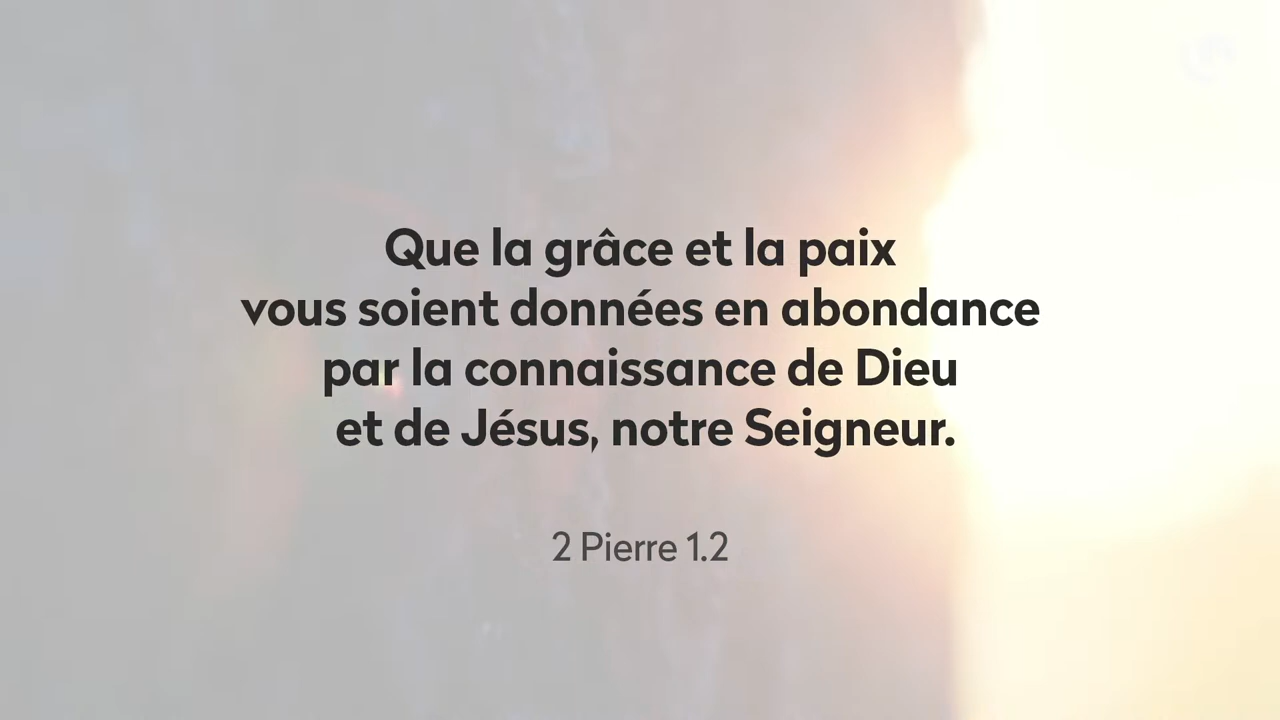 Que la grâce et la paix
vous soient données en abondance
par la connaissance de Dieu
et de Jésus, notre Seigneur.
2 Pierre 1.2